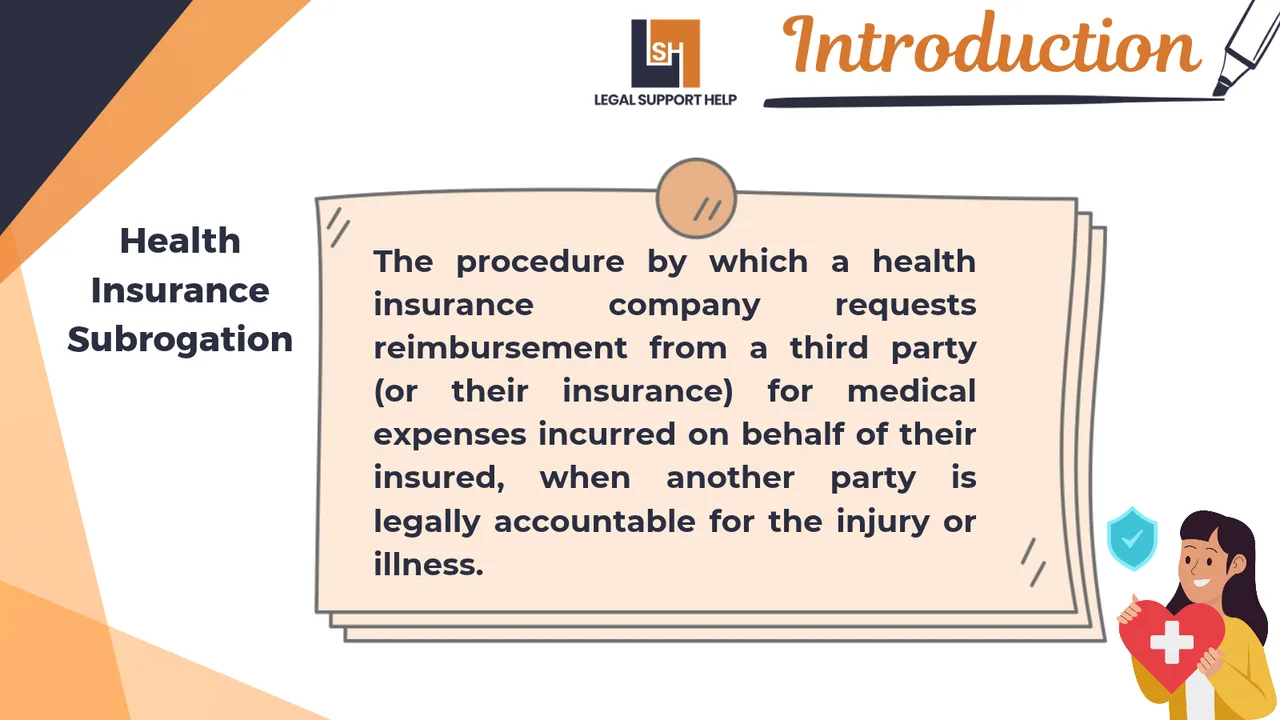 LSH
LEGAL SUPPORT HELP
Introduction
Health
Insurance
Subrogation
The procedure by which a health
insurance company requests
reimbursement from a third party
(or their insurance) for medical
expenses incurred on behalf of their
insured, when another party is
legally accountable for the injury or
illness.